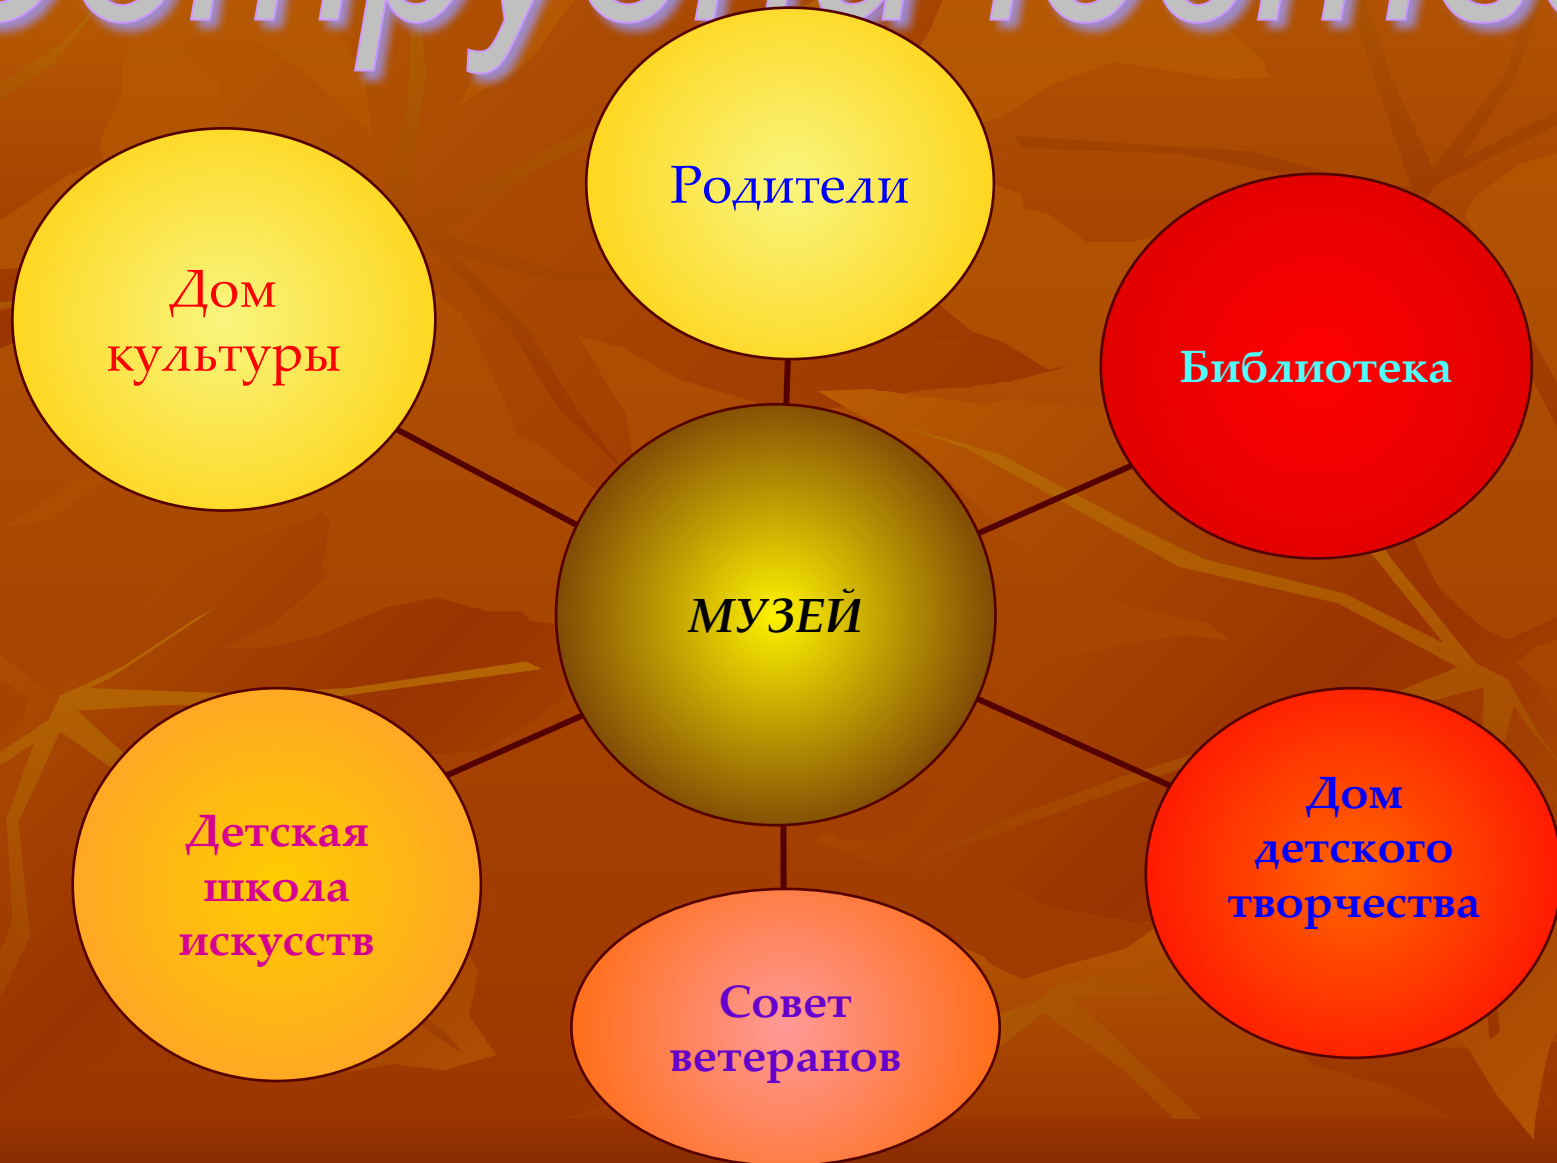 Родители
Дом
культуры
Библиотека
МУЗЕЙ
Детская
школа
искусств
Дом
детского
творчества
Совет
ветеранов